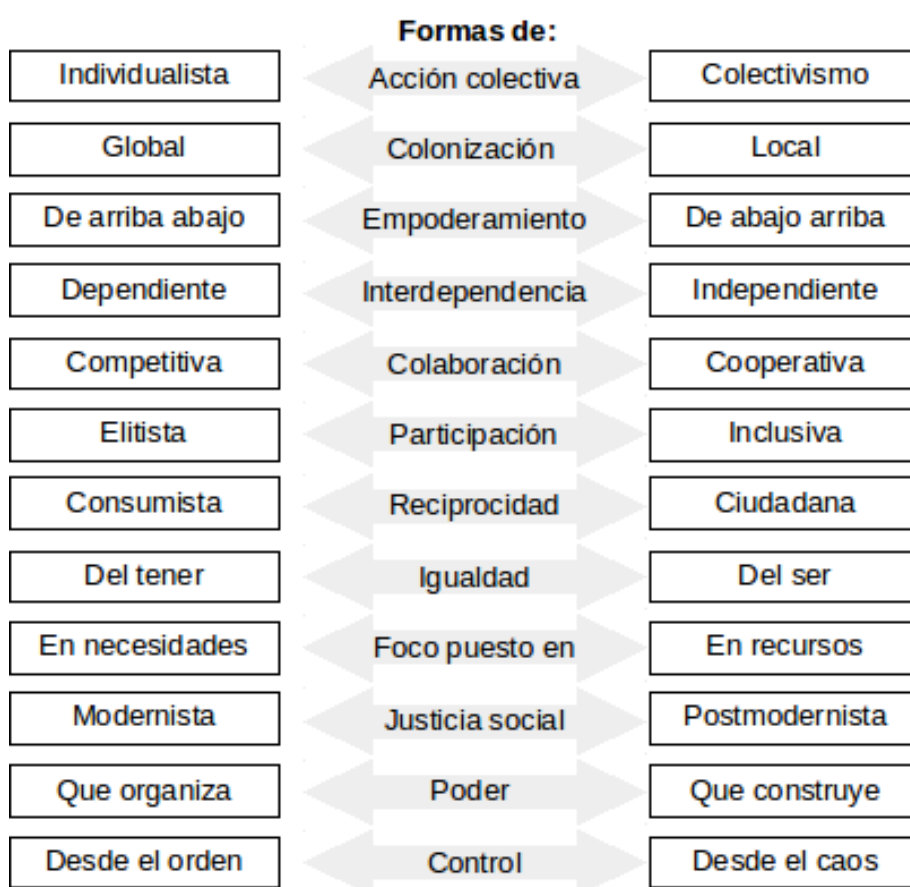 Formas de:
Individualista Acción colectiva Colectivismo
Global Colonización Local
De arriba abajo Empoderamiento De abajo arriba
Dependiente Interdependencia Independiente
Competitiva Colaboración Cooperativa
Elitista Participación Inclusiva
Consumista Reciprocidad Ciudadana
Del tener Igualdad Del ser
En necesidades Foco puesto en En recursos
Modernista Justicia social Postmodernista
Que organiza Poder Que construye
Desde el orden Control Desde el caos